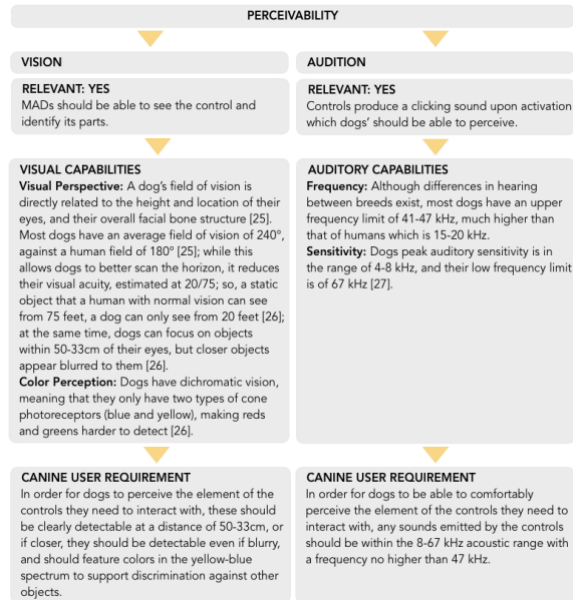 PERCEIVABILITY
VISION
RELEVANT: YES
MADs should be able to see the control and
identify its parts.
VISUAL CAPABILITIES
Visual Perspective: A dog's field of vision is
directly related to the height and location of their
eyes, and their overall facial bone structure [25].
Most dogs have an average field of vision of 240°,
against a human field of 180° [25]; while this
allows dogs to better scan the horizon, it reduces
their visual acuity, estimated at 20/75; so, a static
object that a human with normal vision can see
from 75 feet, a dog can only see from 20 feet [26];
at the same time, dogs can focus on objects
within 50-33cm of their eyes, but closer objects
appear blurred to them [26].
Color Perception: Dogs have dichromatic vision,
meaning that they only have two types of cone
photoreceptors (blue and yellow), making reds
and greens harder to detect [26].
CANINE USER REQUIREMENT
In order for dogs to perceive the element of the
controls they need to interact with, these should
be clearly detectable at a distance of 50-33cm, or
if closer, they should be detectable even if blurry,
and should feature colors in the yellow-blue
spectrum to support discrimination against other
objects.
AUDITION
RELEVANT: YES
Controls produce a clicking sound upon activation
which dogs' should be able to perceive.
AUDITORY CAPABILITIES
Frequency: Although differences in hearing
between breeds exist, most dogs have an upper
frequency limit of 41-47 kHz, much higher than
that of humans which is 15-20 kHz.
Sensitivity: Dogs peak auditory sensitivity is in
the range of 4-8 kHz, and their low frequency limit
is of 67 kHz [27].
CANINE USER REQUIREMENT
In order for dogs to be able to comfortably
perceive the element of the controls they need to
interact with, any sounds emitted by the controls
should be within the 8-67 kHz acoustic range with
a frequency no higher than 47 kHz.